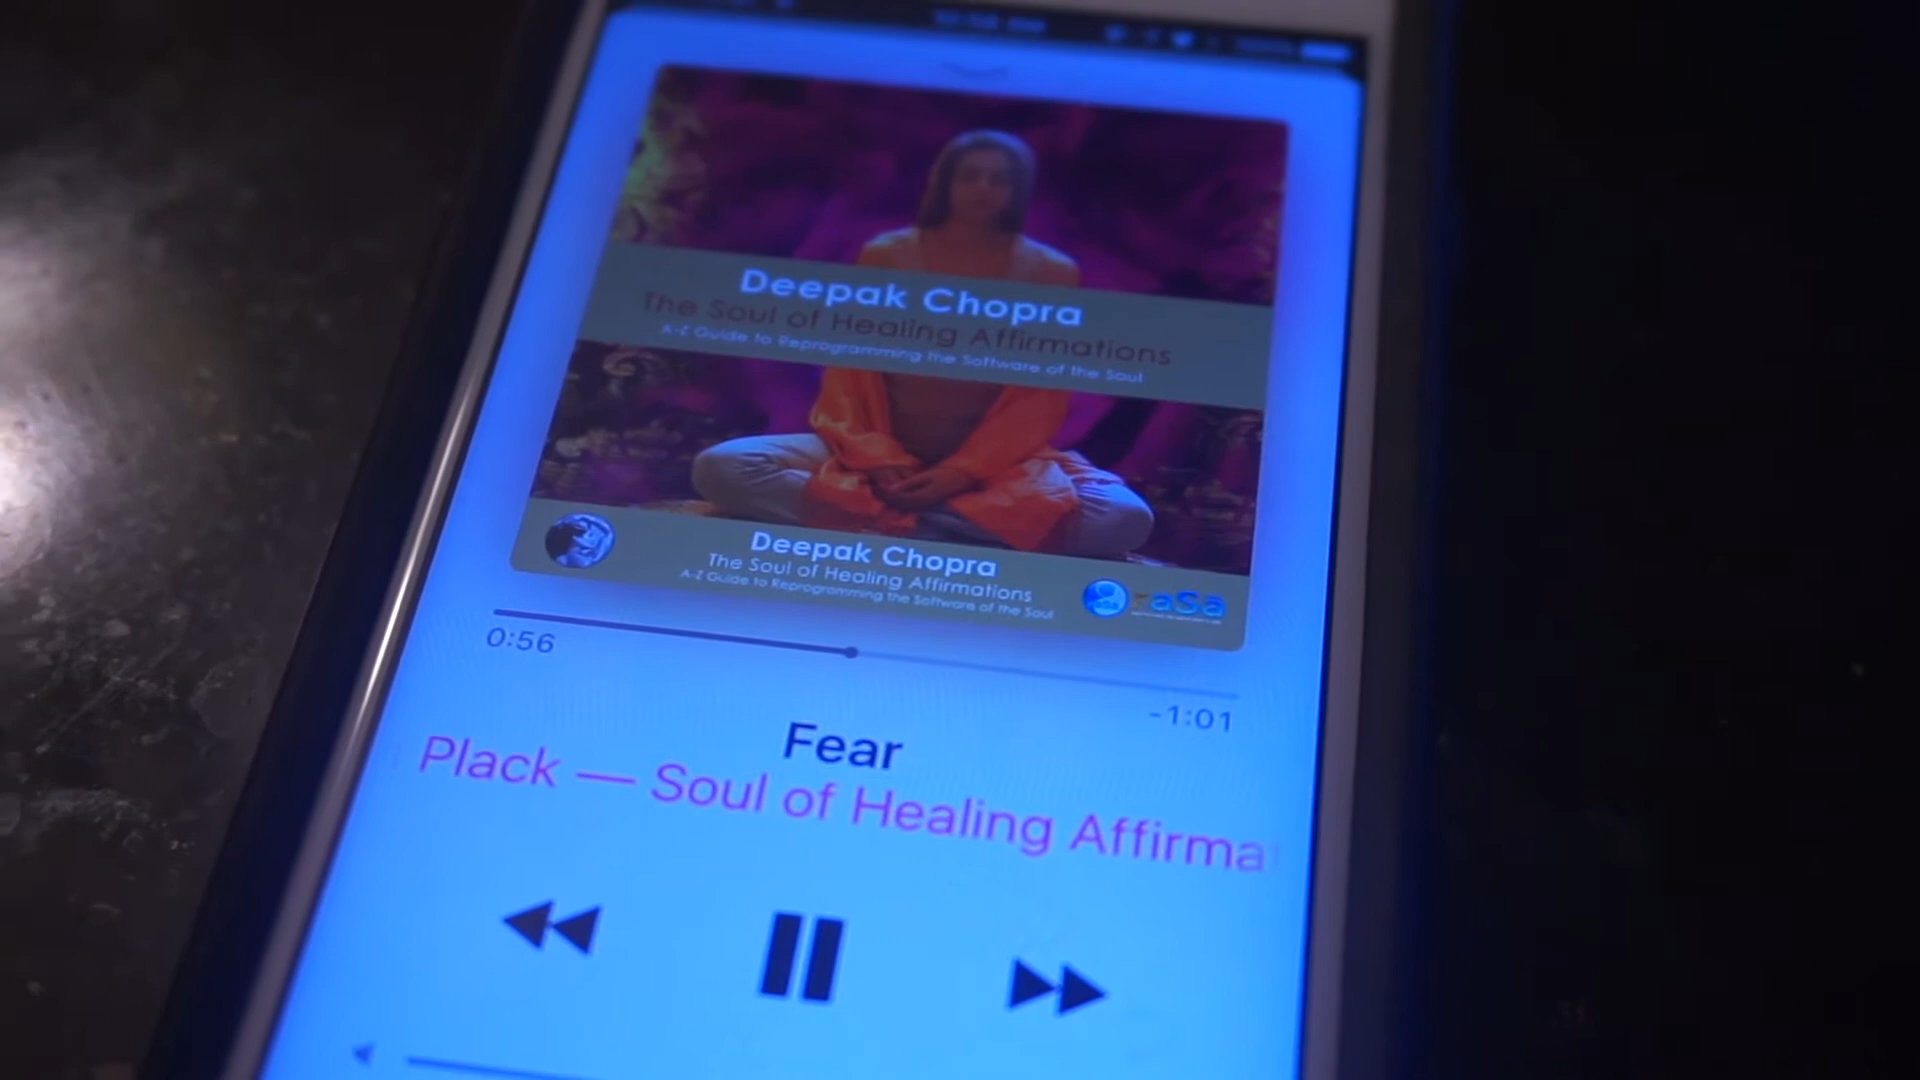 Deepak Chopra
The Soul of Healing Affirmations
A-Z Guide to Reprogramming the Software of the Soul
Deepak Chopra
The Soul of Healing Affirmations
A-Z Guide to Reprogramming the Software of the Soul
raSa
0:56
-1:01
Fear
Plack — Soul of Healing Affirma